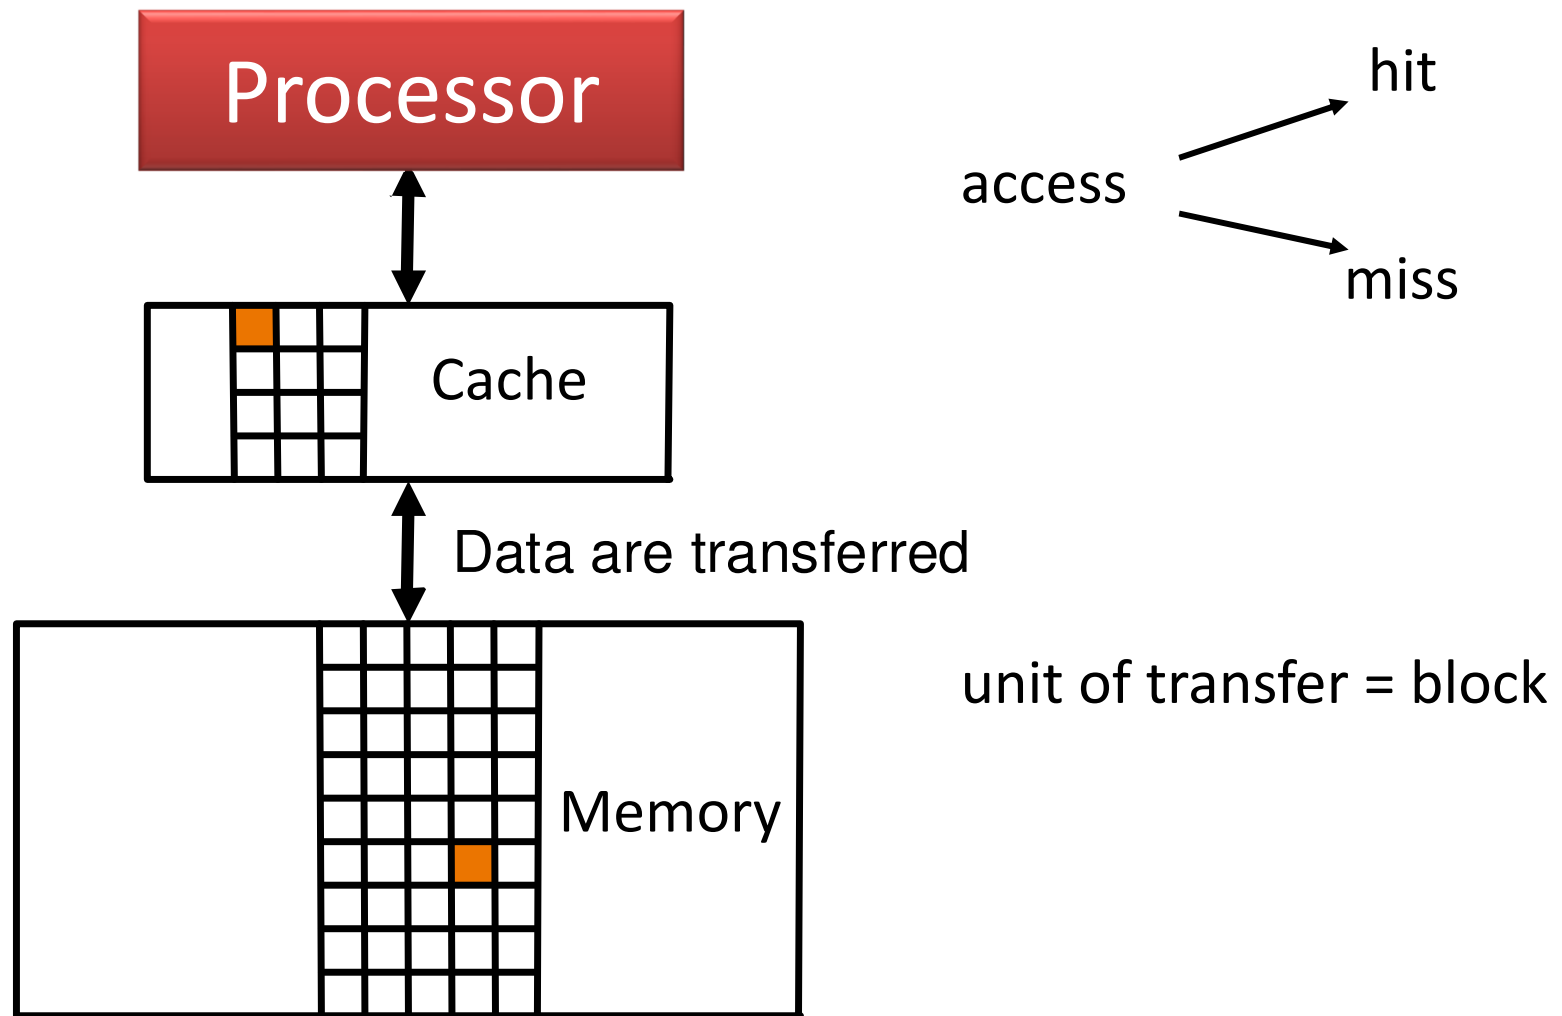 Processor
hit
access
miss
Cache
Data are transferred
unit of transfer = block
Memory